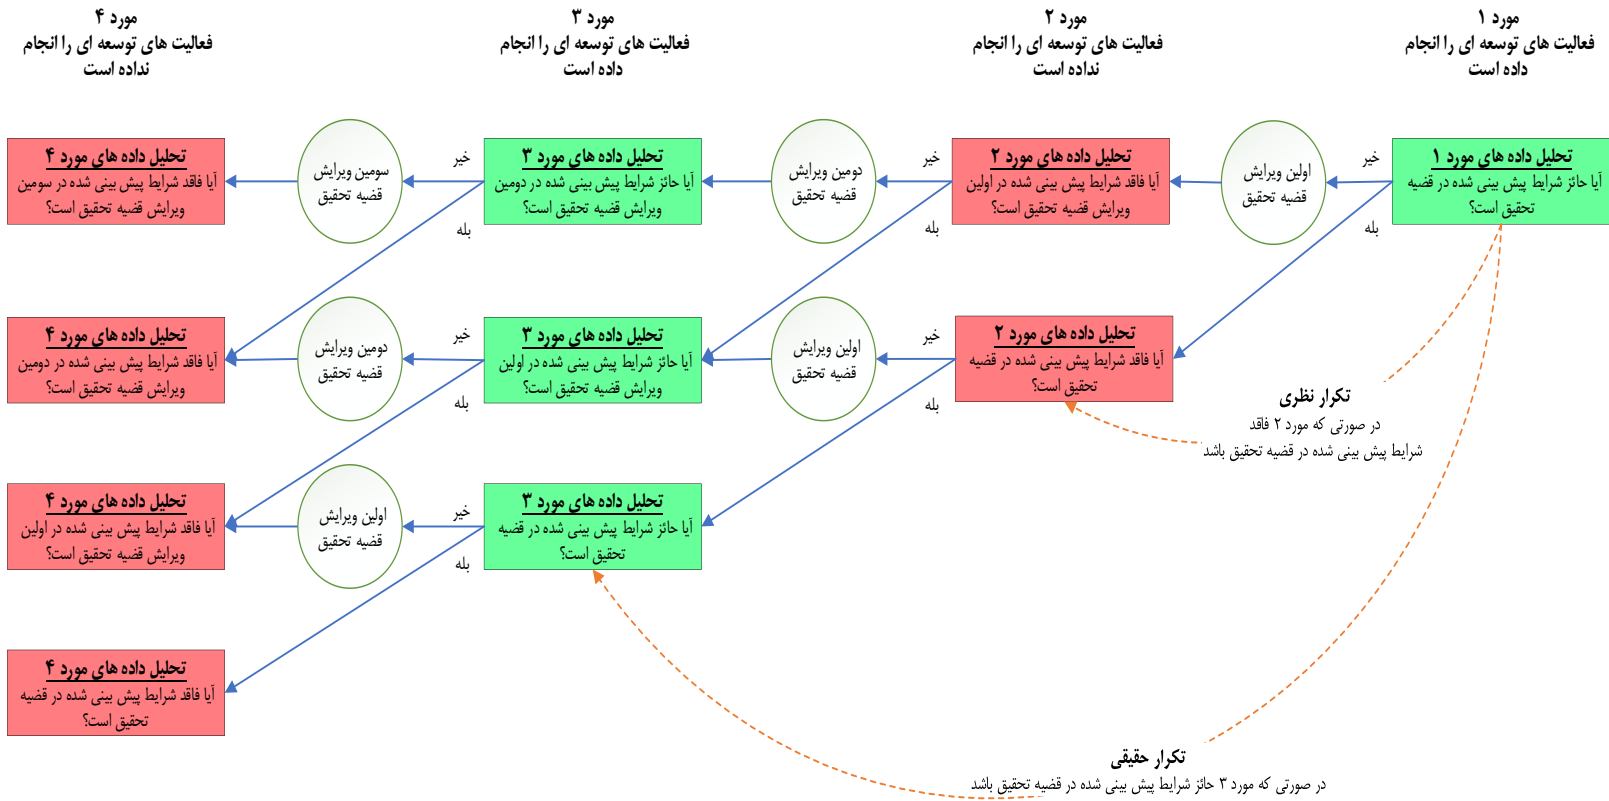 مورد ۱
فعالیت های توسعه ای را انجام
داده است
مورد ۲
فعالیت های توسعه ای را انجام
نداده است
مورد ۳
فعالیت های توسعه ای را انجام
داده است
مورد ۴
فعالیت های توسعه ای را انجام
نداده است
تحلیل داده های مورد ۱
آیا حائز شرایط پیش بینی شده در قضیه
تحقیق است؟
خیر
بله
اولین ویرایش
قضیه تحقیق
تحلیل داده های مورد ۲
آیا فاقد شرایط پیش بینی شده در اولین
ویرایش قضیه تحقیق است؟
خیر
بله
دومین ویرایش
قضیه تحقیق
تحلیل داده های مورد ۳
آیا حائز شرایط پیش بینی شده در دومین
ویرایش قضیه تحقیق است؟
خیر
بله
سومین ویرایش
قضیه تحقیق
تحلیل داده های مورد ۴
آیا فاقد شرایط پیش بینی شده در سومین
ویرایش قضیه تحقیق است؟
تحلیل داده های مورد ۲
آیا فاقد شرایط پیش بینی شده در قضیه
تحقیق است؟
خیر
بله
اولین ویرایش
قضیه تحقیق
تحلیل داده های مورد ۳
آیا حائز شرایط پیش بینی شده در اولین
ویرایش قضیه تحقیق است؟
خیر
بله
دومین ویرایش
قضیه تحقیق
تحلیل داده های مورد ۴
آیا فاقد شرایط پیش بینی شده در دومین
ویرایش قضیه تحقیق است؟
تکرار نظری
در صورتی که مورد ۲ فاقد
شرایط پیش بینی شده در قضیه تحقیق باشد
تحلیل داده های مورد ۳
آیا حائز شرایط پیش بینی شده در قضیه
تحقیق است؟
خیر
بله
اولین ویرایش
قضیه تحقیق
تحلیل داده های مورد ۴
آیا فاقد شرایط پیش بینی شده در اولین
ویرایش قضیه تحقیق است؟
تحلیل داده های مورد ۴
آیا فاقد شرایط پیش بینی شده در قضیه
تحقیق است؟
تکرار حقیقی
در صورتی که مورد ۳ حائز شرایط پیش بینی شده در قضیه تحقیق باشد